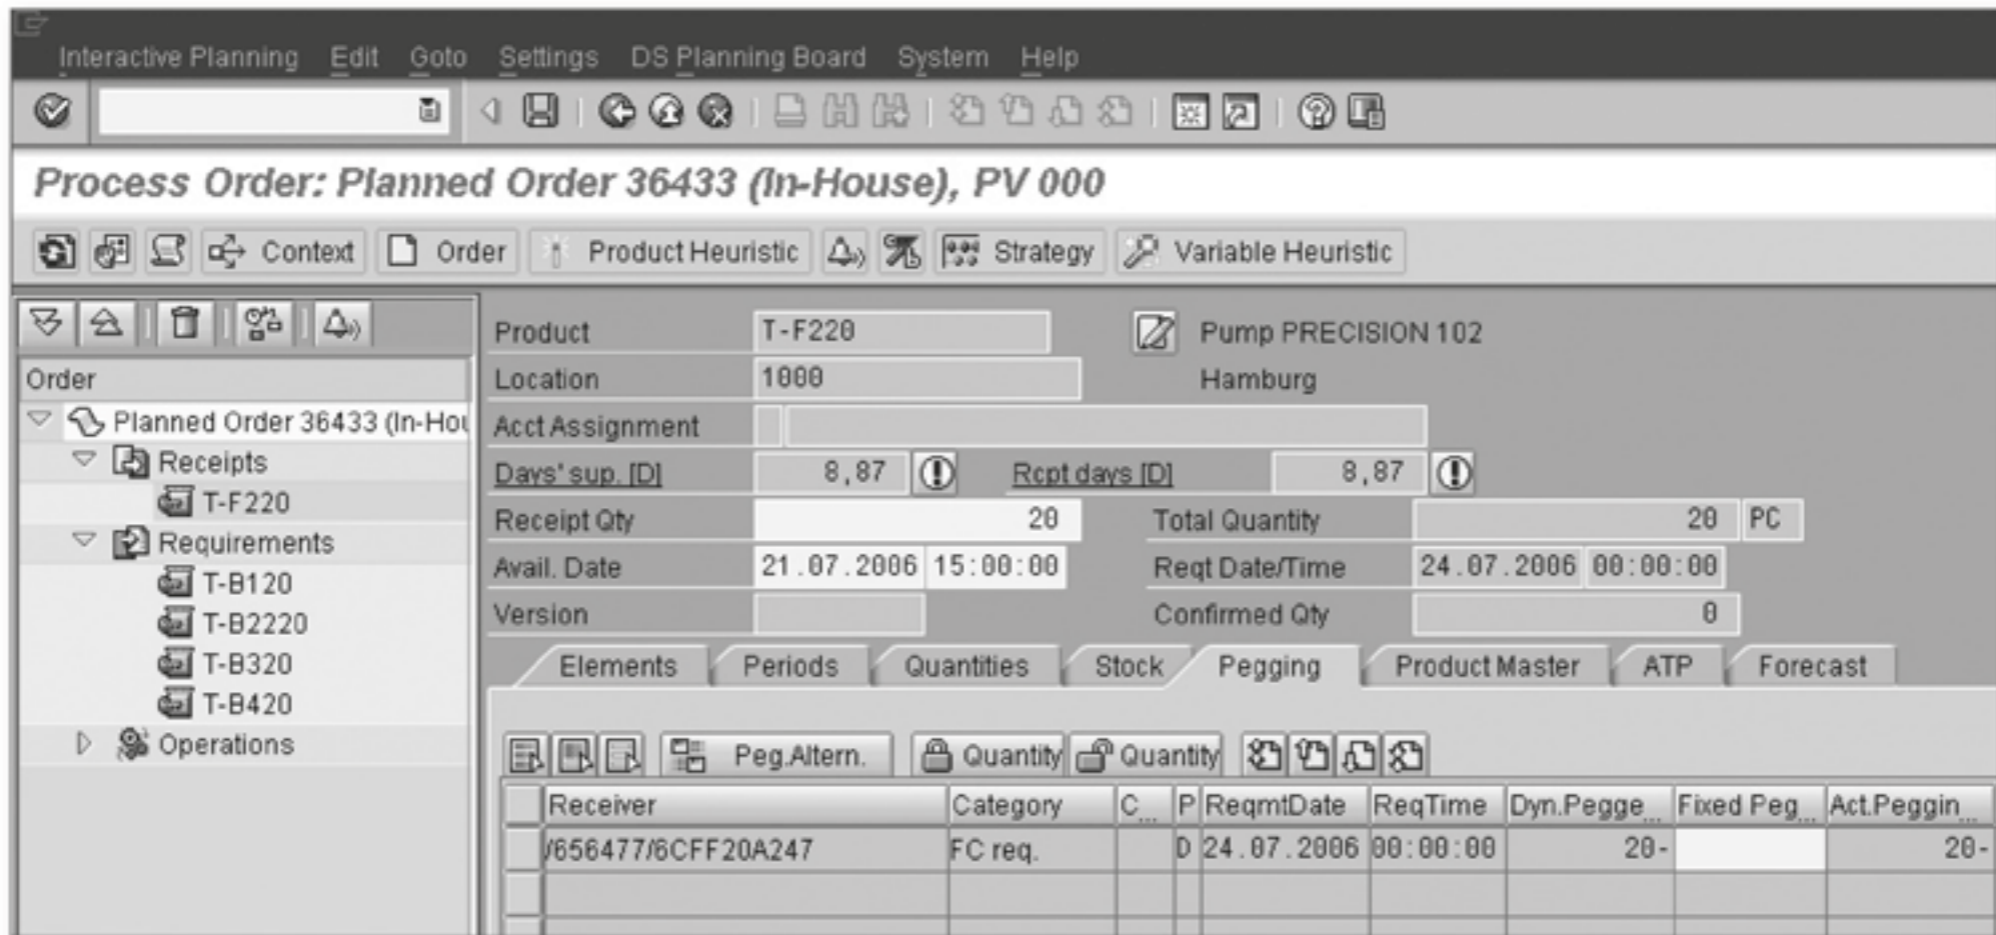 Interactive Planning Edit Goto Settings DS Planning Board System Help
Process Order: Planned Order 36433 (In-House), PV 000
Context Order Product Heuristic Strategy Variable Heuristic
Order
Planned Order 36433 (In-Hou
Receipts
T-F220
Requirements
T-B120
T-B2220
T-B320
T-B420
Operations
Product T-F220 Pump PRECISION 102
Location 1000 Hamburg
Acct Assignment
Days' sup. [D] 8,87 Rcpt days [D] 8,87
Receipt Qty 20 Total Quantity 20 PC
Avail. Date 21.07.2006 15:00:00 Reqt Date/Time 24.07.2006 00:00:00
Version Confirmed Qty 0
Elements Periods Quantities Stock Pegging Product Master ATP Forecast
Peg.Altern. Quantity Quantity
Receiver Category C... P ReqmtDate ReqTime Dyn.Pegge... Fixed Peg... Act.Peggin...
/656477/6CFF20A247 FC req. D 24.07.2006 00:00:00 20- 20-